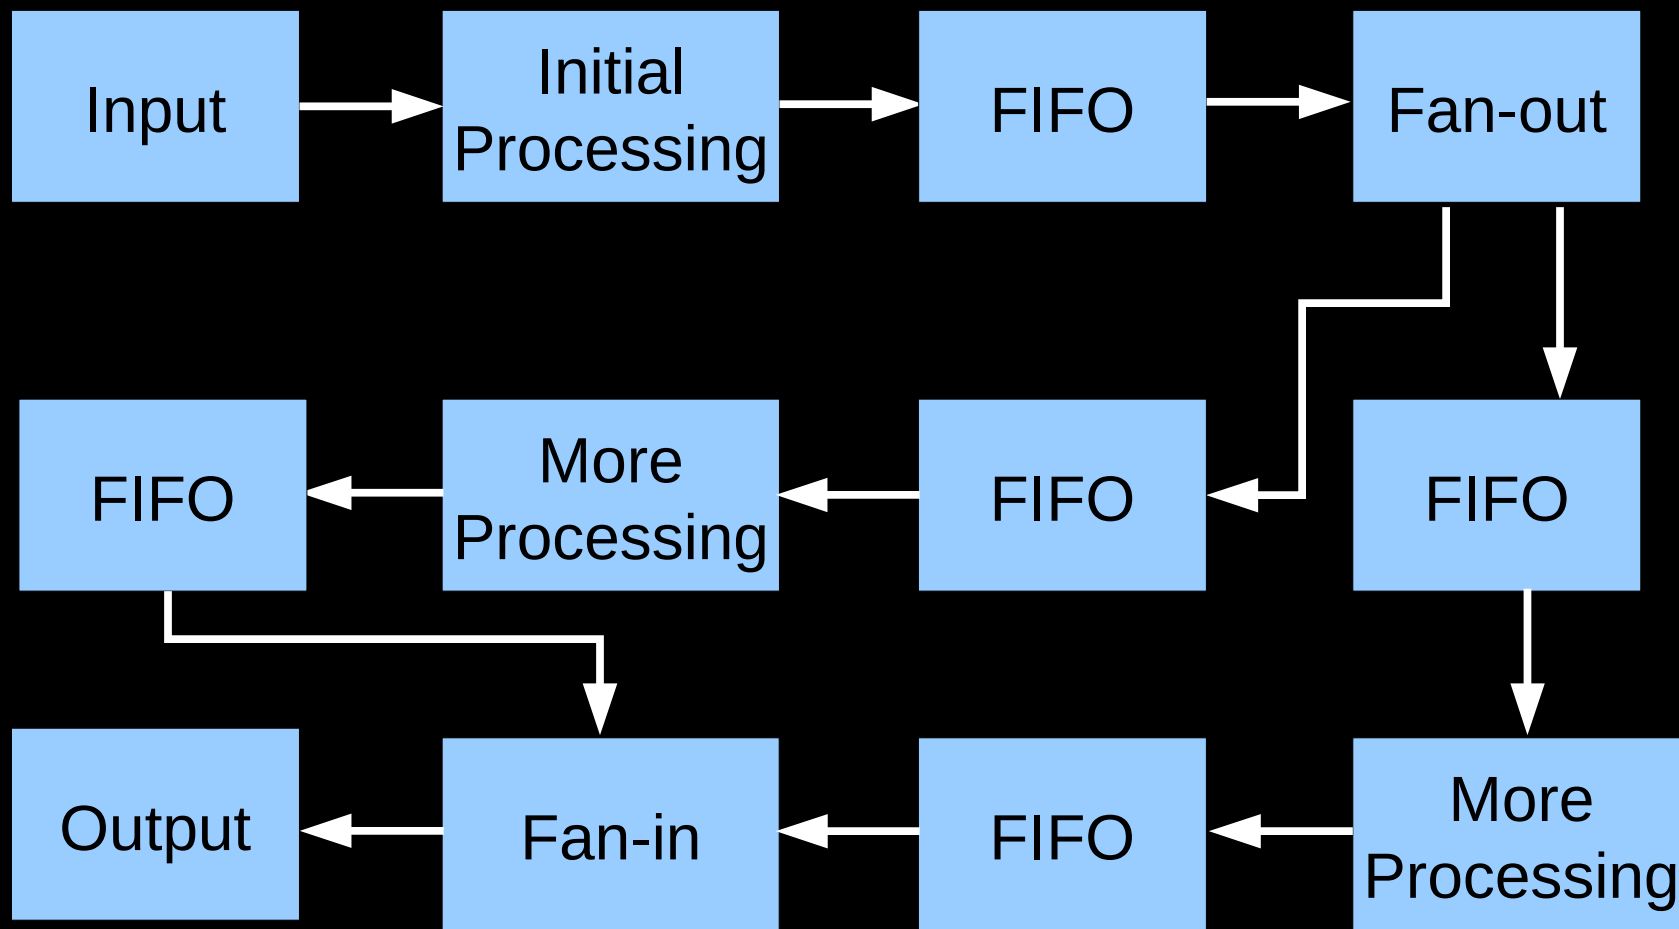 Input
Initial
Processing
FIFO
Fan-out
FIFO
More
Processing
FIFO
FIFO
Output
Fan-in
FIFO
More
Processing